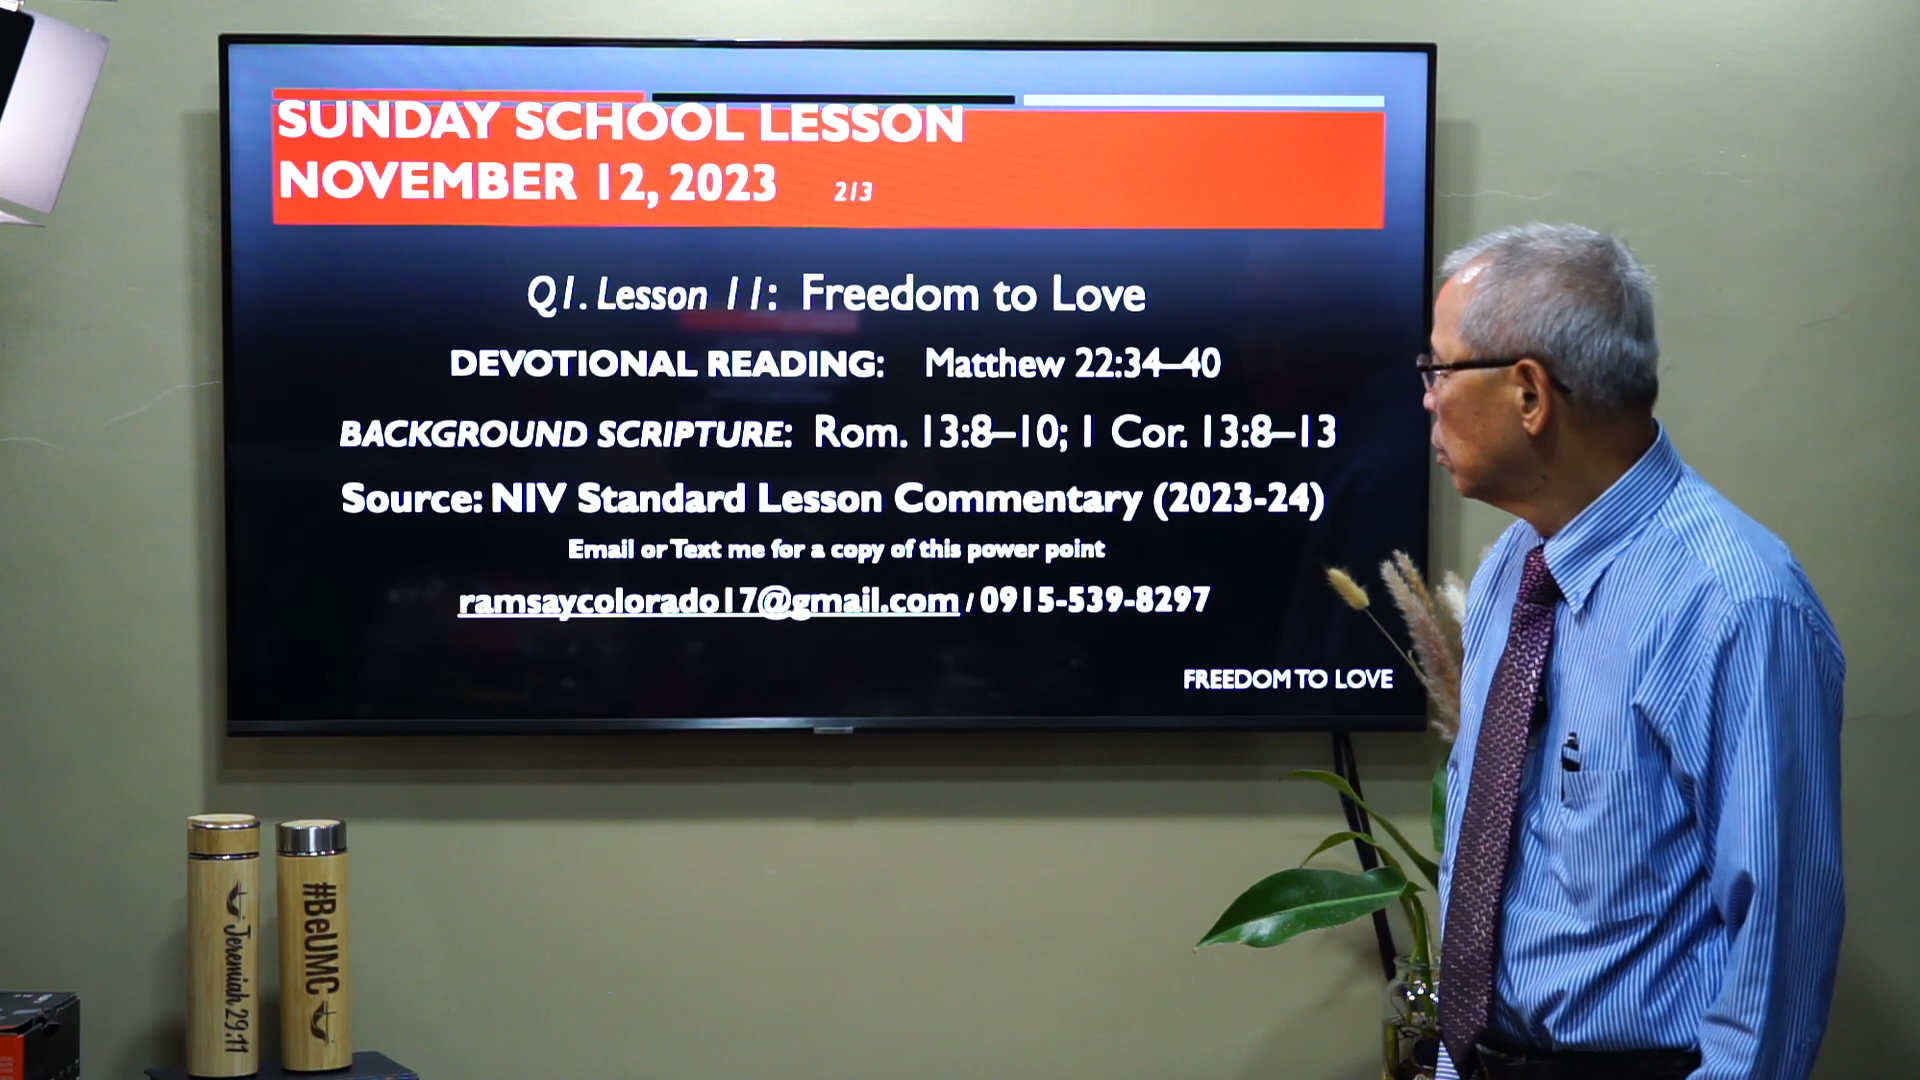 SUNDAY SCHOOL LESSON
NOVEMBER 12, 2023 2/3
Q1. Lesson 11: Freedom to Love
DEVOTIONAL READING: Matthew 22:34–40
BACKGROUND SCRIPTURE: Rom. 13:8–10; 1 Cor. 13:8–13
Source: NIV Standard Lesson Commentary (2023-24)
Email or Text me for a copy of this power point
ramsaycolorado17@gmail.com / 0915-539-8297
FREEDOM TO LOVE
Jeremiah 29:11
#BeUMC